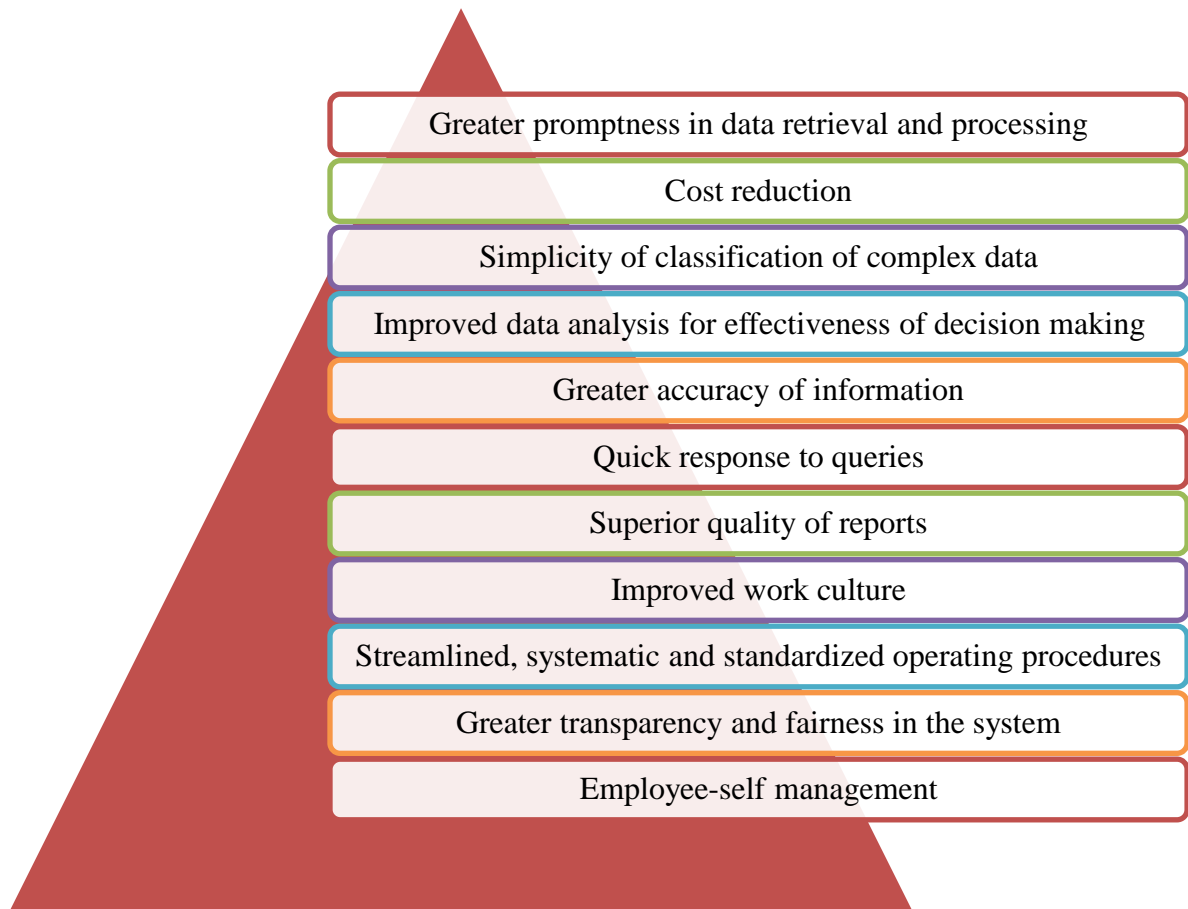 Greater promptness in data retrieval and processing
Cost reduction
Simplicity of classification of complex data
Improved data analysis for effectiveness of decision making
Greater accuracy of information
Quick response to queries
Superior quality of reports
Improved work culture
Streamlined, systematic and standardized operating procedures
Greater transparency and fairness in the system
Employee-self management